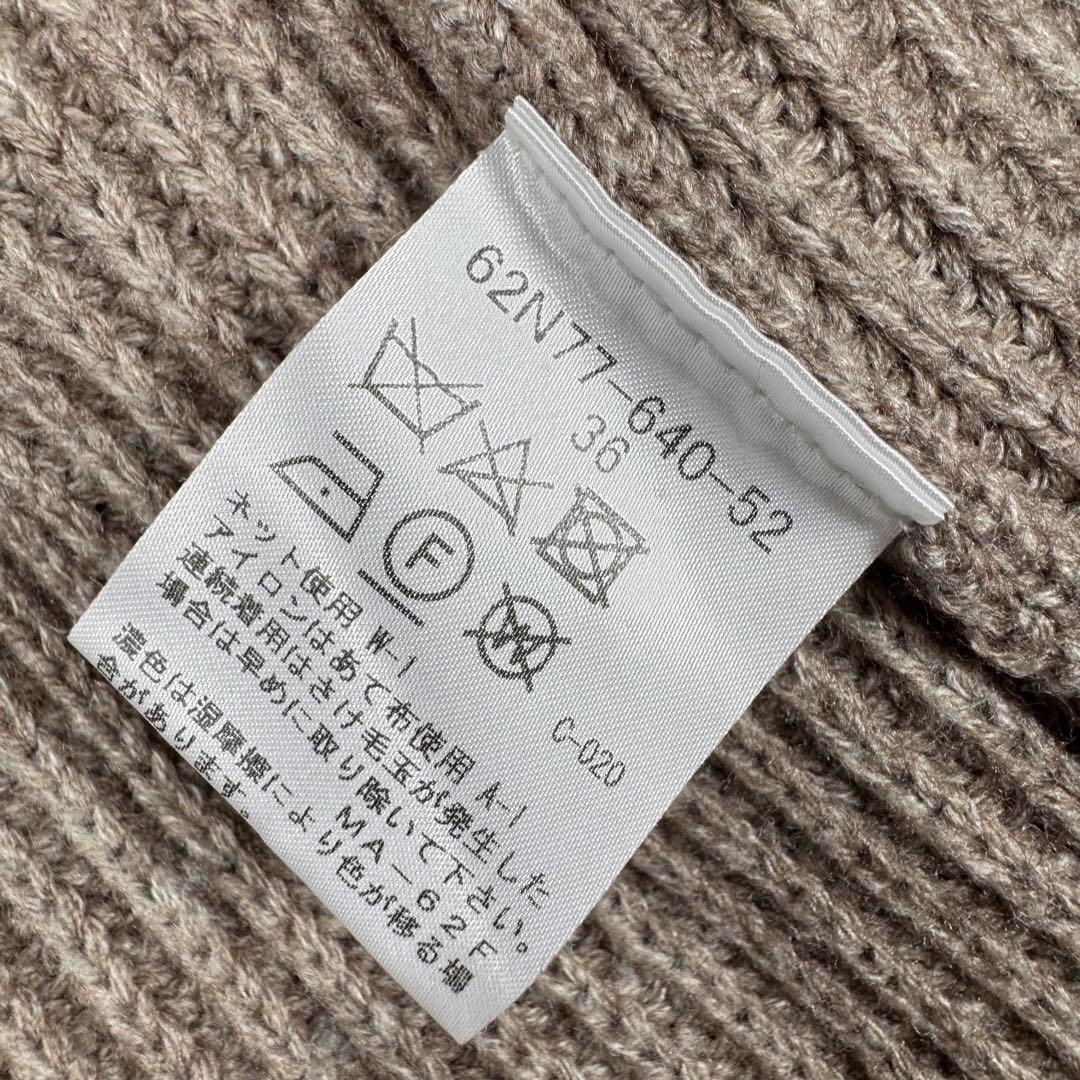 62N77-640-52
36
F
W
C-020
ネット使用 W-1
アイロンはあて布使用 A-1
連続着用はさけ毛玉が発生した
場合は早めに取り除いて下さい。
MA-62F
濃色は湿摩擦により色が移る場
合があります。